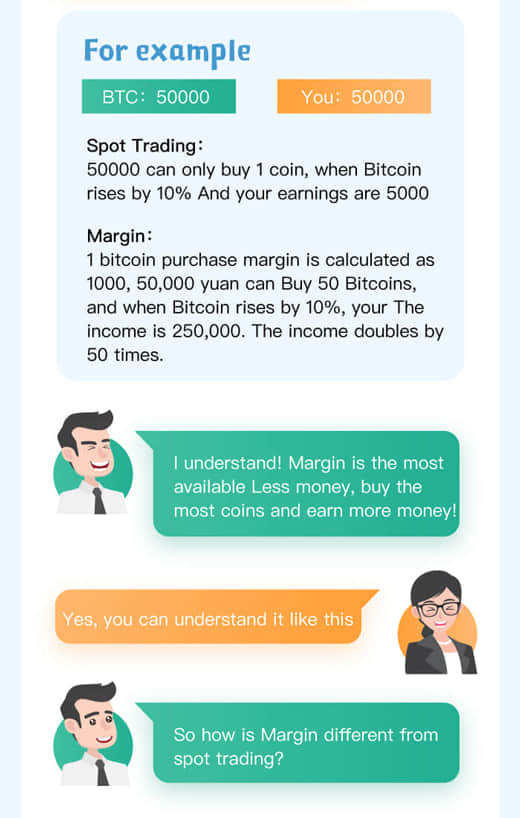 For example
BTC：50000
You：50000
Spot Trading：
50000 can only buy 1 coin, when Bitcoin
rises by 10% And your earnings are 5000
Margin：
1 bitcoin purchase margin is calculated as
1000, 50,000 yuan can Buy 50 Bitcoins,
and when Bitcoin rises by 10%, your The
income is 250,000. The income doubles by
50 times.
I understand! Margin is the most
available Less money, buy the
most coins and earn more money!
Yes, you can understand it like this
So how is Margin different from
spot trading?